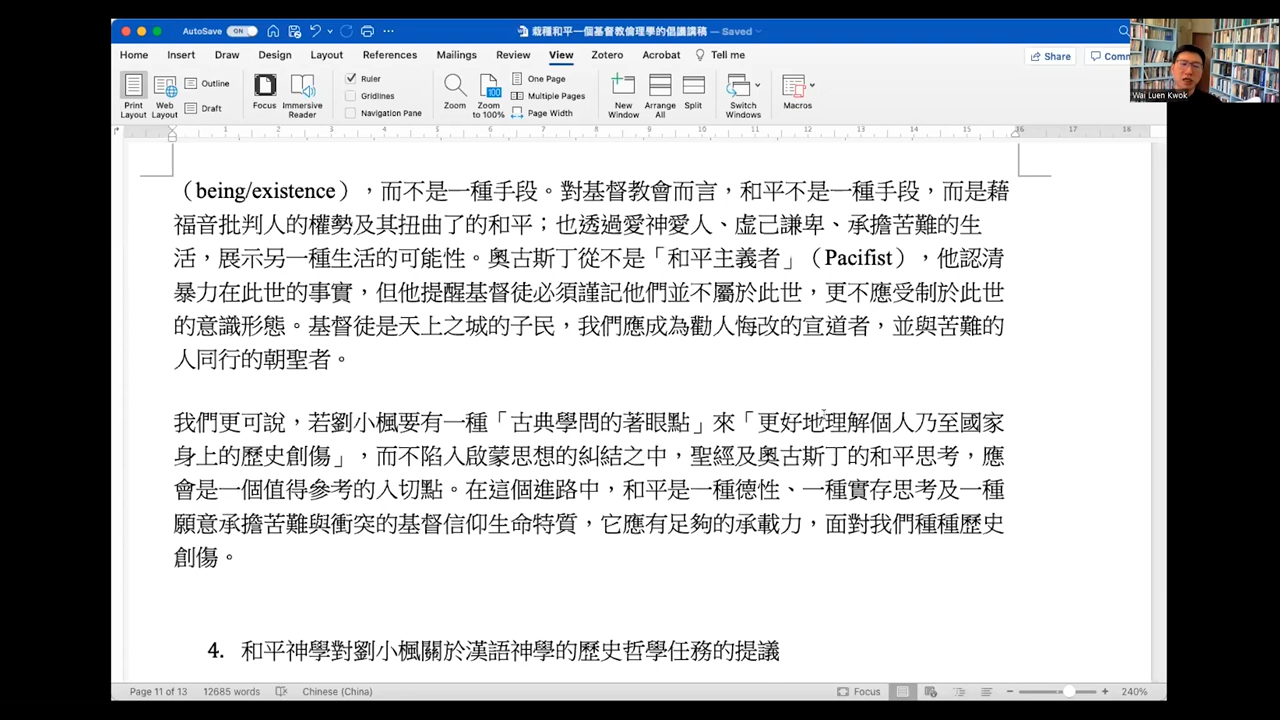 AutoSave ON 栽種和平一個基督教倫理學的倡議講稿 — Saved
Home Insert Draw Design Layout References Mailings Review View Zotero Acrobat Tell me Share Comm
Print Layout Web Layout Outline Draft Focus Immersive Reader Ruler Gridlines Navigation Pane Zoom Zoom to 100% One Page Multiple Pages Page Width New Window Arrange All Split Switch Windows Macros
Wai Luen Kwok
1 2 3 4 5 6 7 8 9 10 11 12 13 14 15 16 17 18
（being/existence），而不是一種手段。對基督教會而言，和平不是一種手段，而是藉
福音批判人的權勢及其扭曲了的和平；也透過愛神愛人、虛己謙卑、承擔苦難的生
活，展示另一種生活的可能性。奧古斯丁從不是「和平主義者」（Pacifist），他認清
暴力在此世的事實，但他提醒基督徒必須謹記他們並不屬於此世，更不應受制於此世
的意識形態。基督徒是天上之城的子民，我們應成為勸人悔改的宣道者，並與苦難的
人同行的朝聖者。
我們更可說，若劉小楓要有一種「古典學問的著眼點」來「更好地理解個人乃至國家
身上的歷史創傷」，而不陷入啟蒙思想的糾結之中，聖經及奧古斯丁的和平思考，應
會是一個值得參考的入切點。在這個進路中，和平是一種德性、一種實存思考及一種
願意承擔苦難與衝突的基督信仰生命特質，它應有足夠的承載力，面對我們種種歷史
創傷。
4. 和平神學對劉小楓關於漢語神學的歷史哲學任務的提議
Page 11 of 13 12685 words Chinese (China) Focus 240%